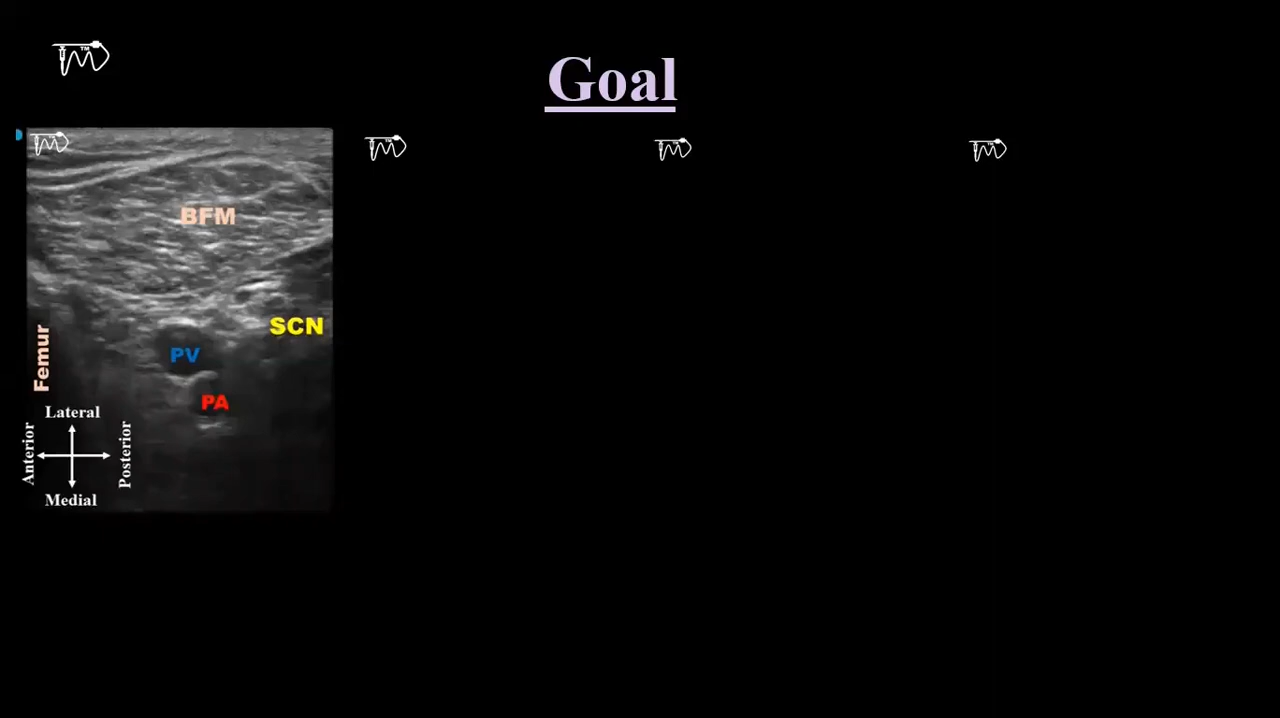 Goal
BFM
SCN
PV
Femur
PA
Lateral
Anterior
Posterior
Medial